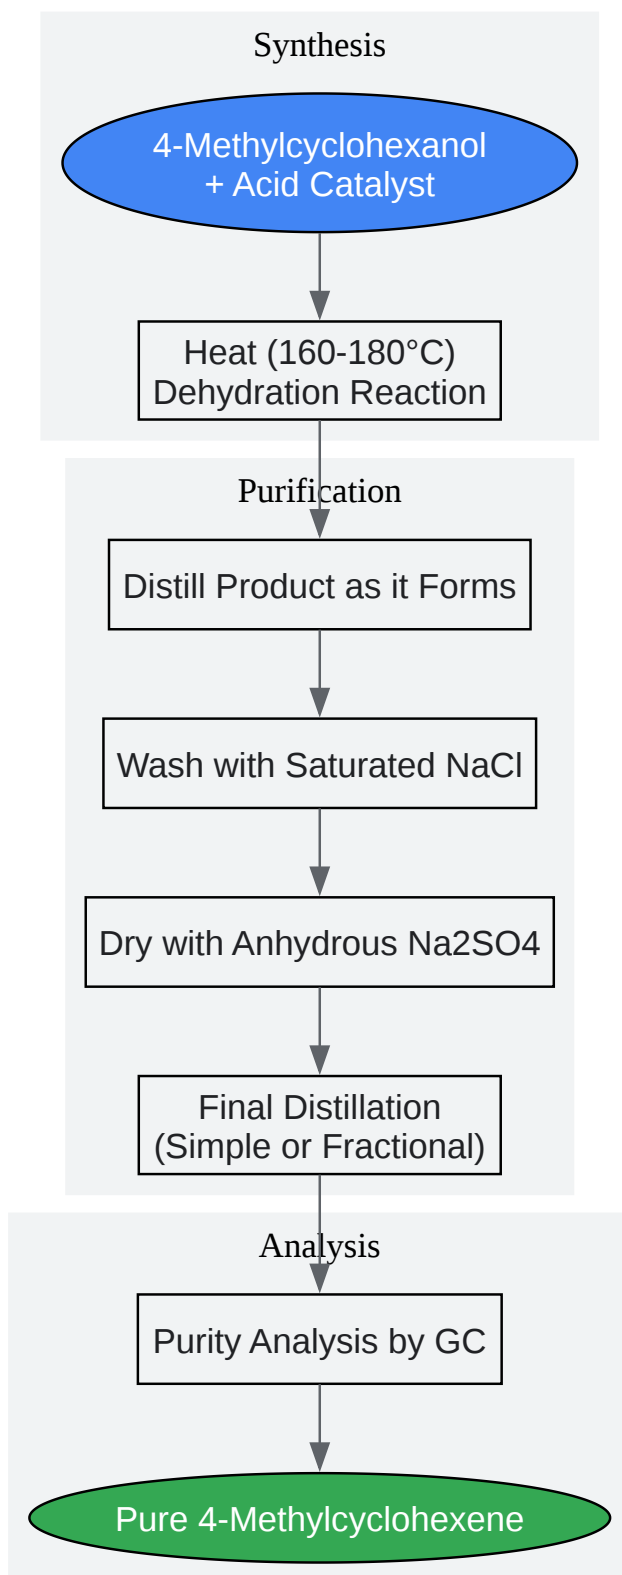 Synthesis
4-Methylcyclohexanol
+ Acid Catalyst
Heat (160-180°C)
Dehydration Reaction
Purification
Distill Product as it Forms
Wash with Saturated NaCl
Dry with Anhydrous Na2SO4
Final Distillation
(Simple or Fractional)
Analysis
Purity Analysis by GC
Pure 4-Methylcyclohexene